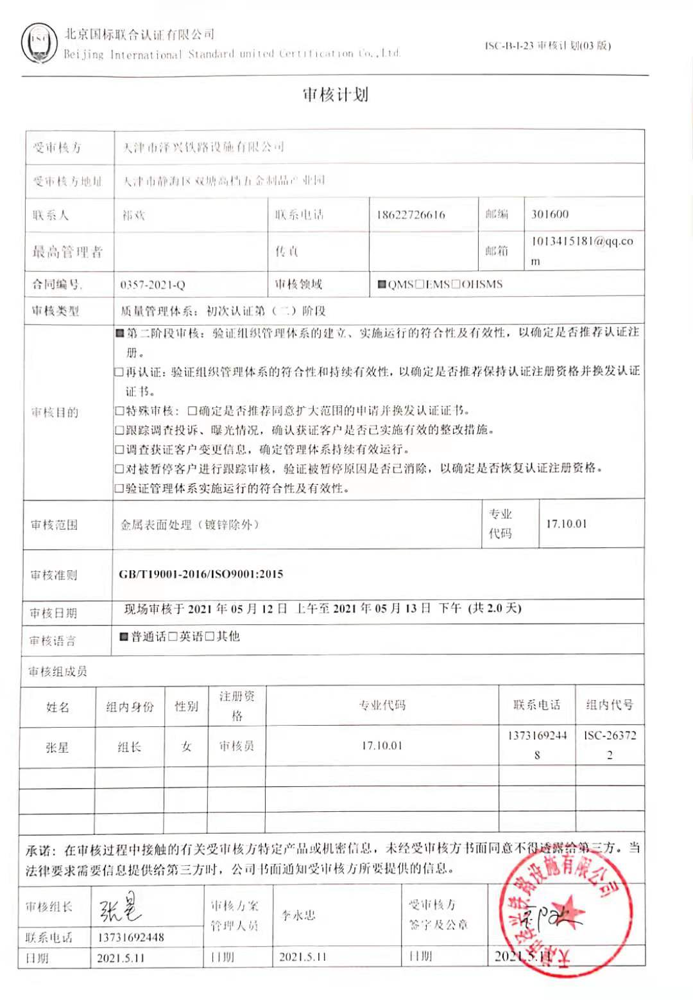 ISC
北京国标联合认证有限公司
Beijing International Standard united Certification Co.,Ltd.
ISC-B-I-23 审核计划(03 版)
审核计划
受审核方 天津市泽兴铁路设施有限公司
受审核方地址 天津市静海区双塘高档五金制品产业园
联系人 祁欢 联系电话 18622726616 邮编 301600
最高管理者 传真 邮箱 1013415181@qq.co
m
合同编号. 0357-2021-Q 审核领域 ■QMS□EMS□OHSMS
审核类型 质量管理体系：初次认证第（二）阶段
审核目的
■第二阶段审核：验证组织管理体系的建立、实施运行的符合性及有效性，以确定是否推荐认证注
册。
□再认证：验证组织管理体系的符合性和持续有效性，以确定是否推荐保持认证注册资格并换发认证
证书。
□特殊审核：□确定是否推荐同意扩大范围的申请并换发认证证书。
□跟踪调查投诉、曝光情况，确认获证客户是否已实施有效的整改措施。
□调查获证客户变更信息，确定管理体系持续有效运行。
□对被暂停客户进行跟踪审核，验证被暂停原因是否已消除，以确定是否恢复认证注册资格。
□验证管理体系实施运行的符合性及有效性。
审核范围 金属表面处理（镀锌除外） 专业
代码 17.10.01
审核准则 GB/T19001-2016/ISO9001:2015
审核日期 现场审核于 2021 年 05 月 12 日 上午至 2021 年 05 月 13 日 下午 (共 2.0 天)
审核语言 ■普通话□英语□其他
审核组成员
姓名 组内身份 性别 注册资
格 专业代码 联系电话 组内代号
张星 组长 女 审核员 17.10.01 1373169244
8 ISC-26372
2
承诺：在审核过程中接触的有关受审核方特定产品或机密信息，未经受审核方书面同意不得透露给第三方。当
法律要求需要信息提供给第三方时，公司书面通知受审核方所要提供的信息。
审核组长 张星 审核方案
管理人员 李永忠 受审核方
签字及公章 祁欢
联系电话 13731692448
日期 2021.5.11 日期 2021.5.11 日期 2021.5.11
天津市泽兴铁路设施有限公司